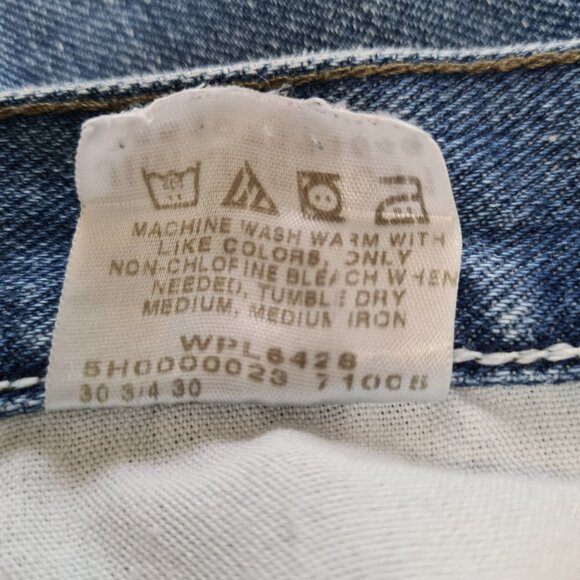 MACHINE WASH WARM WITH
LIKE COLORS, ONLY
NON-CHLORINE BLEACH WHEN
NEEDED, TUMBLE DRY
MEDIUM, MEDIUM IRON
WPL6426
5H0000023 71006
30 3/4 30